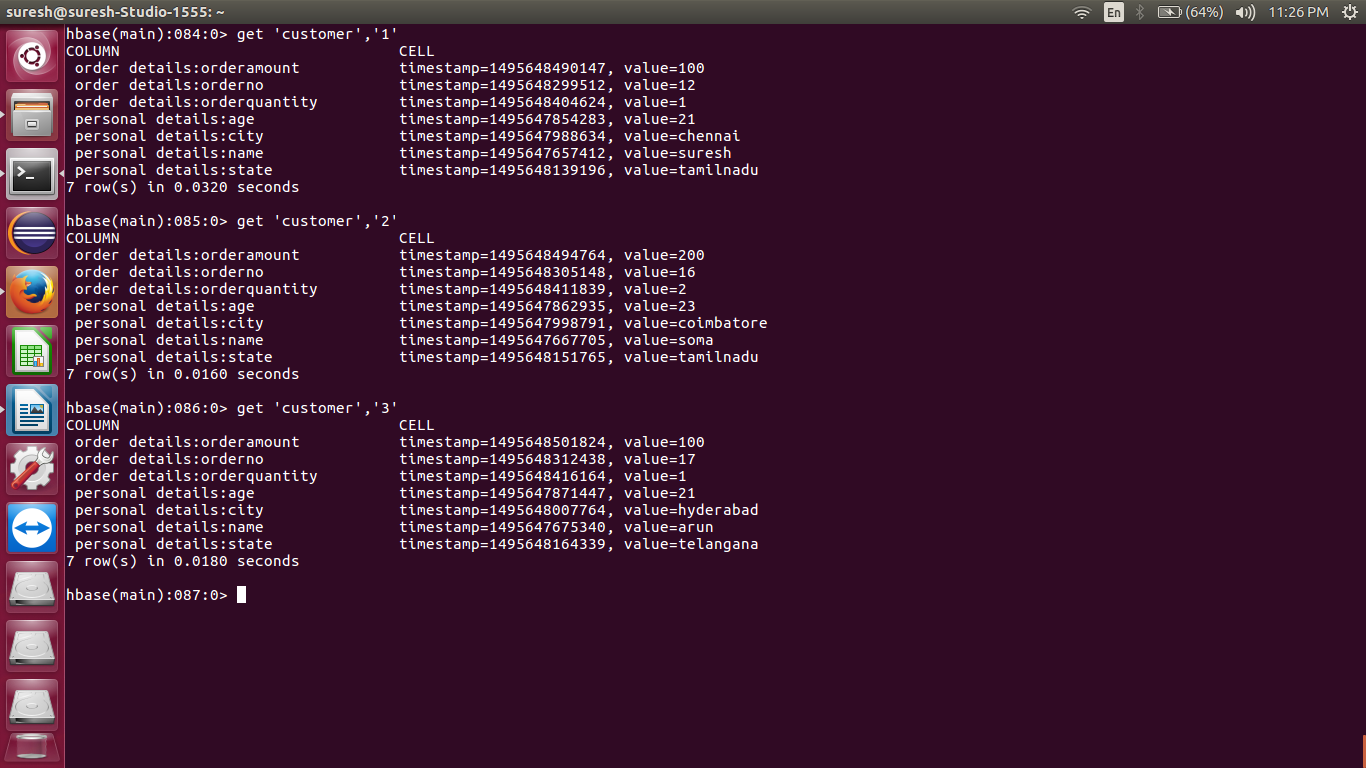 suresh@suresh-Studio-1555: ~
En
(64%)
11:26 PM
hbase(main):084:0> get 'customer','1'
COLUMN CELL
order details:orderamount timestamp=1495648490147, value=100
order details:orderno timestamp=1495648299512, value=12
order details:orderquantity timestamp=1495648404624, value=1
personal details:age timestamp=1495647854283, value=21
personal details:city timestamp=1495647988634, value=chennai
personal details:name timestamp=1495647657412, value=suresh
personal details:state timestamp=1495648139196, value=tamilnadu
7 row(s) in 0.0320 seconds
hbase(main):085:0> get 'customer','2'
COLUMN CELL
order details:orderamount timestamp=1495648494764, value=200
order details:orderno timestamp=1495648305148, value=16
order details:orderquantity timestamp=1495648411839, value=2
personal details:age timestamp=1495647862935, value=23
personal details:city timestamp=1495647998791, value=coimbatore
personal details:name timestamp=1495647667705, value=soma
personal details:state timestamp=1495648151765, value=tamilnadu
7 row(s) in 0.0160 seconds
hbase(main):086:0> get 'customer','3'
COLUMN CELL
order details:orderamount timestamp=1495648501824, value=100
order details:orderno timestamp=1495648312438, value=17
order details:orderquantity timestamp=1495648416164, value=1
personal details:age timestamp=1495647871447, value=21
personal details:city timestamp=1495648007764, value=hyderabad
personal details:name timestamp=1495647675340, value=arun
personal details:state timestamp=1495648164339, value=telangana
7 row(s) in 0.0180 seconds
hbase(main):087:0>